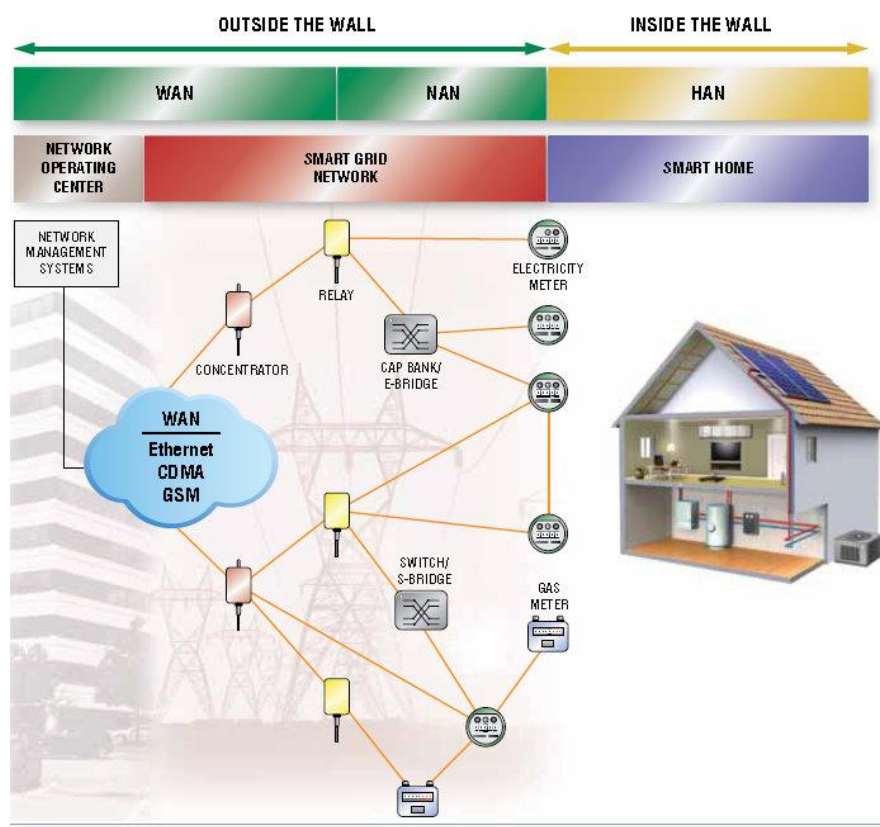 OUTSIDE THE WALL
INSIDE THE WALL
WAN
NAN
HAN
NETWORK
OPERATING
CENTER
SMART GRID
NETWORK
SMART HOME
NETWORK
MANAGEMENT
SYSTEMS
RELAY
ELECTRICITY
METER
CONCENTRATOR
CAP BANK/
E-BRIDGE
WAN
Ethernet
CDMA
GSM
SWITCH/
S-BRIDGE
GAS
METER